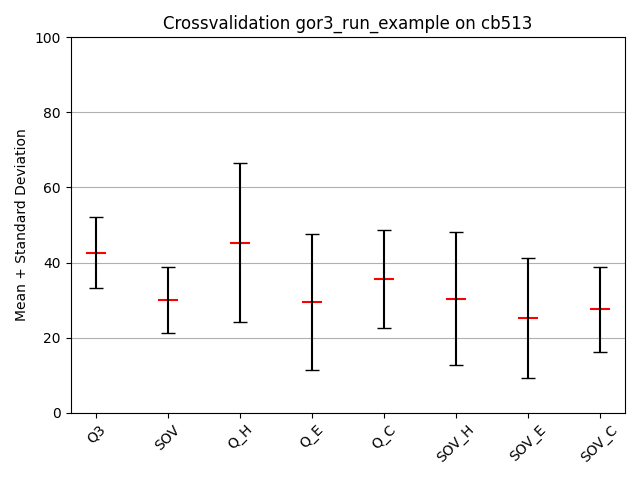 Crossvalidation gor3_run_example on cb513
100
80
60
40
20
0
Mean + Standard Deviation
Q3
SOV
Q_H
Q_E
Q_C
SOV_H
SOV_E
SOV_C